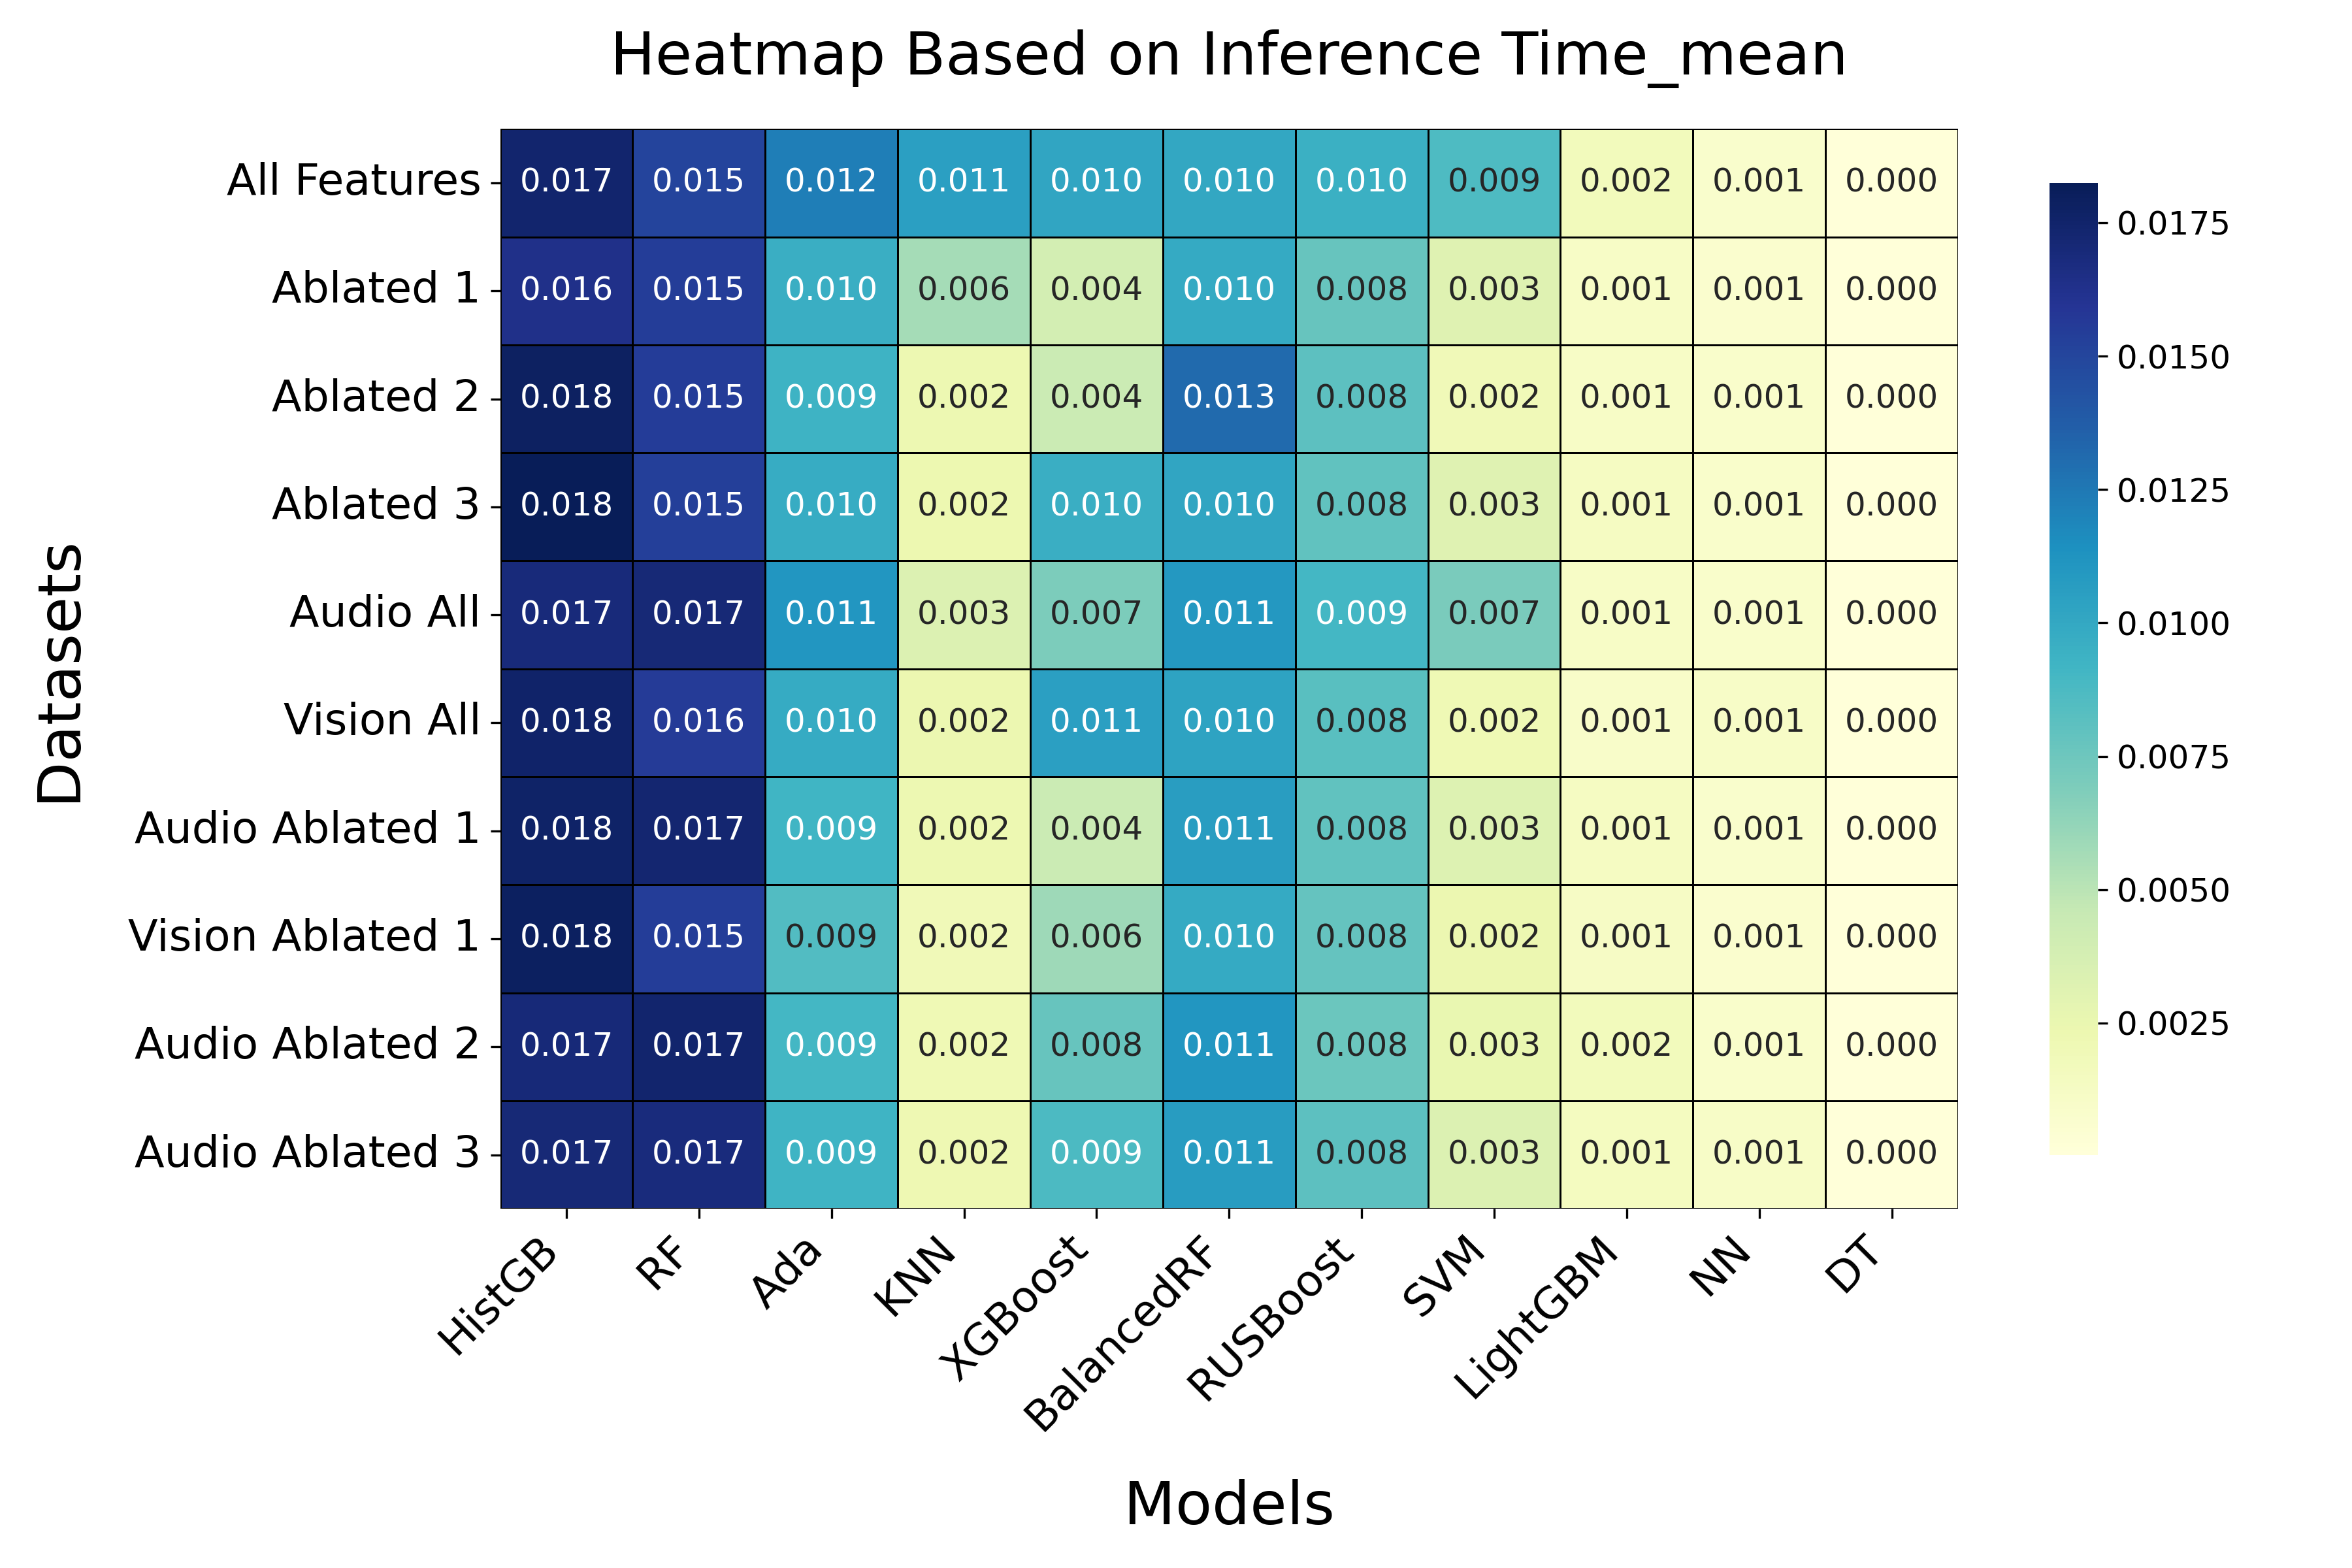 Heatmap Based on Inference Time_mean
All Features 0.017 0.015 0.012 0.011 0.010 0.010 0.010 0.009 0.002 0.001 0.000
Ablated 1 0.016 0.015 0.010 0.006 0.004 0.010 0.008 0.003 0.001 0.001 0.000
Ablated 2 0.018 0.015 0.009 0.002 0.004 0.013 0.008 0.002 0.001 0.001 0.000
Ablated 3 0.018 0.015 0.010 0.002 0.010 0.010 0.008 0.003 0.001 0.001 0.000
Audio All 0.017 0.017 0.011 0.003 0.007 0.011 0.009 0.007 0.001 0.001 0.000
Vision All 0.018 0.016 0.010 0.002 0.011 0.010 0.008 0.002 0.001 0.001 0.000
Audio Ablated 1 0.018 0.017 0.009 0.002 0.004 0.011 0.008 0.003 0.001 0.001 0.000
Vision Ablated 1 0.018 0.015 0.009 0.002 0.006 0.010 0.008 0.002 0.001 0.001 0.000
Audio Ablated 2 0.017 0.017 0.009 0.002 0.008 0.011 0.008 0.003 0.002 0.001 0.000
Audio Ablated 3 0.017 0.017 0.009 0.002 0.009 0.011 0.008 0.003 0.001 0.001 0.000
HistGB RF Ada KNN XGBoost BalancedRF RUSBoost SVM LightGBM NN DT
Models
Datasets
0.0175
0.0150
0.0125
0.0100
0.0075
0.0050
0.0025